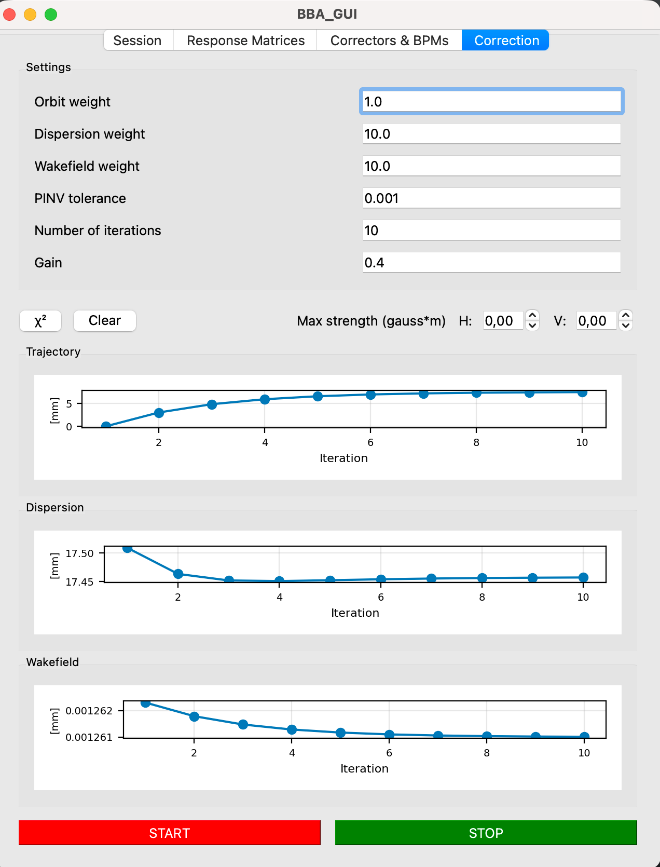 BBA_GUI
Session Response Matrices Correctors & BPMs Correction
Settings
Orbit weight 1.0
Dispersion weight 10.0
Wakefield weight 10.0
PINV tolerance 0.001
Number of iterations 10
Gain 0.4
χ² Clear Max strength (gauss*m) H: 0,00 V: 0,00
Trajectory
[mm]
5
0
2 4 6 8 10
Iteration
Dispersion
[mm]
17.50
17.45
2 4 6 8 10
Iteration
Wakefield
[mm]
0.001262
0.001261
2 4 6 8 10
Iteration
START STOP